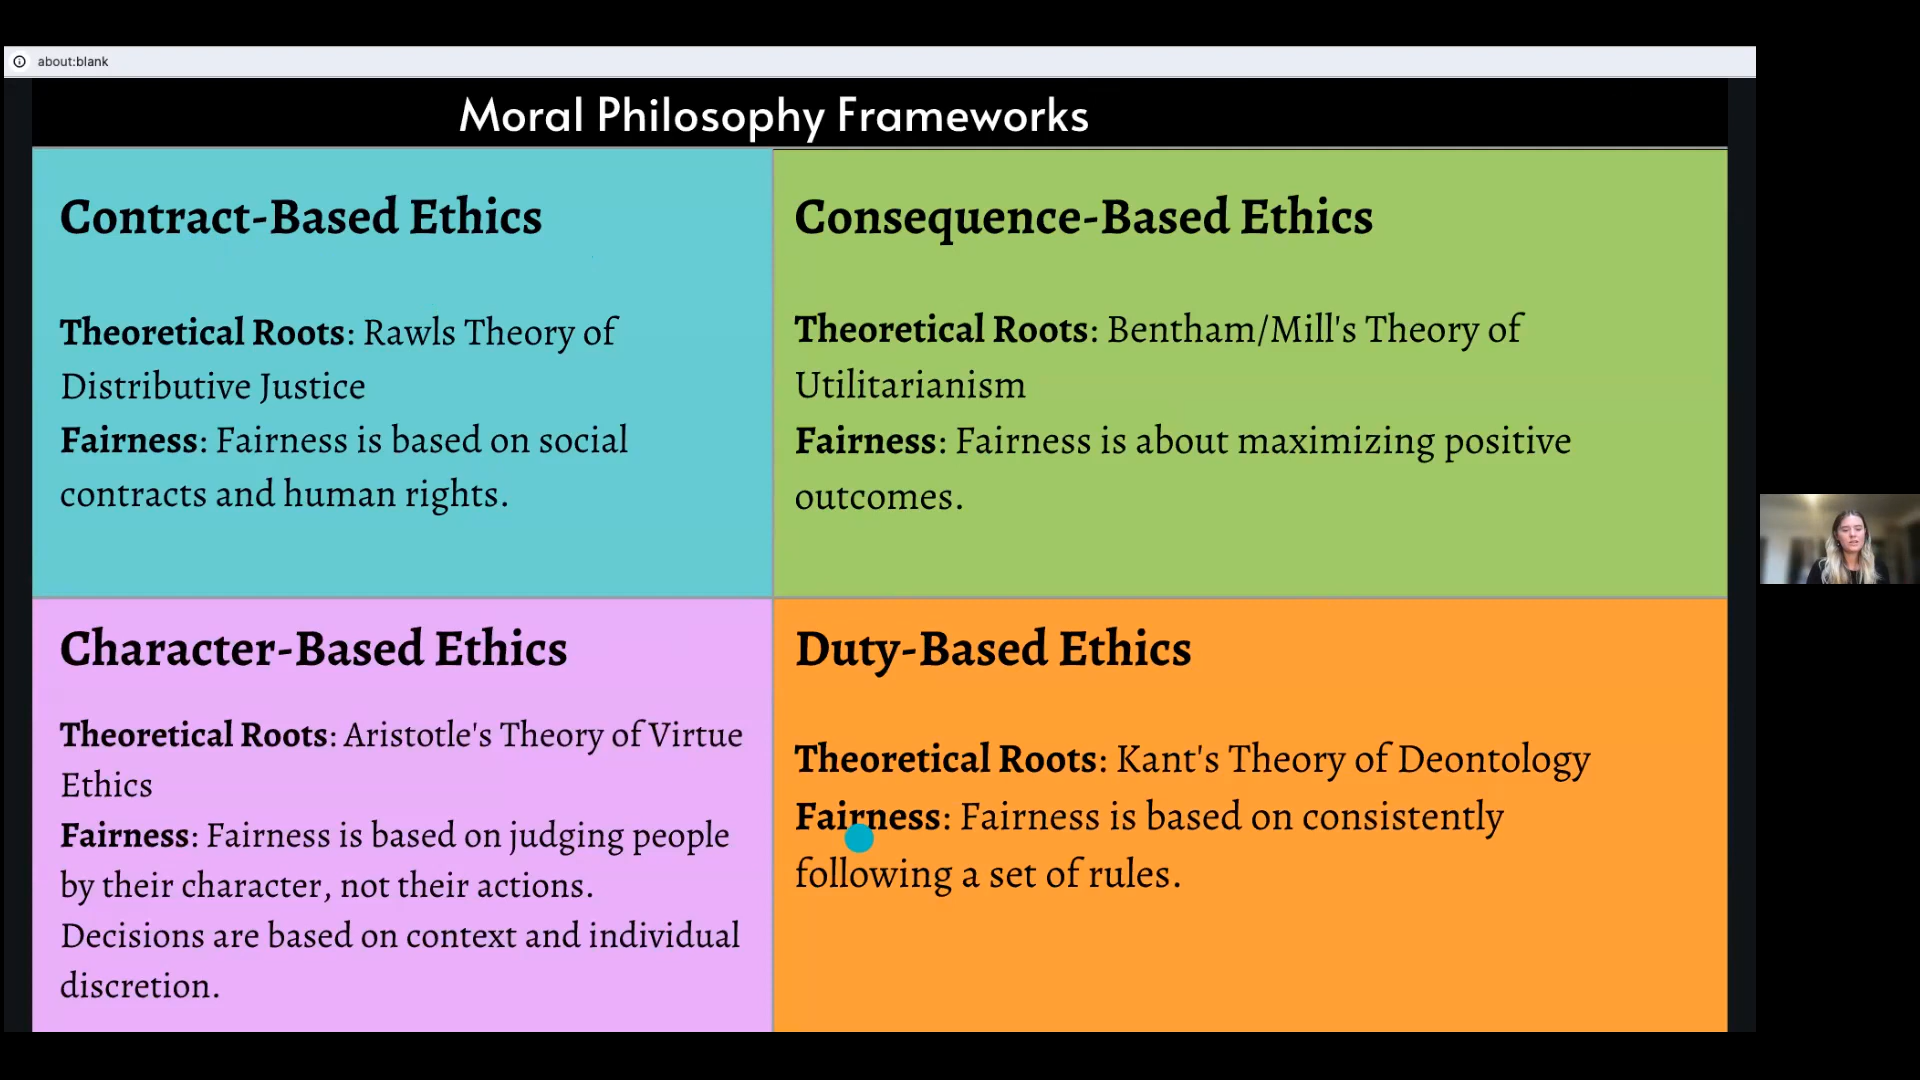 about:blank
Moral Philosophy Frameworks
Contract-Based Ethics
Theoretical Roots: Rawls Theory of
Distributive Justice
Fairness: Fairness is based on social
contracts and human rights.
Consequence-Based Ethics
Theoretical Roots: Bentham/Mill's Theory of
Utilitarianism
Fairness: Fairness is about maximizing positive
outcomes.
Character-Based Ethics
Theoretical Roots: Aristotle's Theory of Virtue
Ethics
Fairness: Fairness is based on judging people
by their character, not their actions.
Decisions are based on context and individual
discretion.
Duty-Based Ethics
Theoretical Roots: Kant's Theory of Deontology
Fairness: Fairness is based on consistently
following a set of rules.